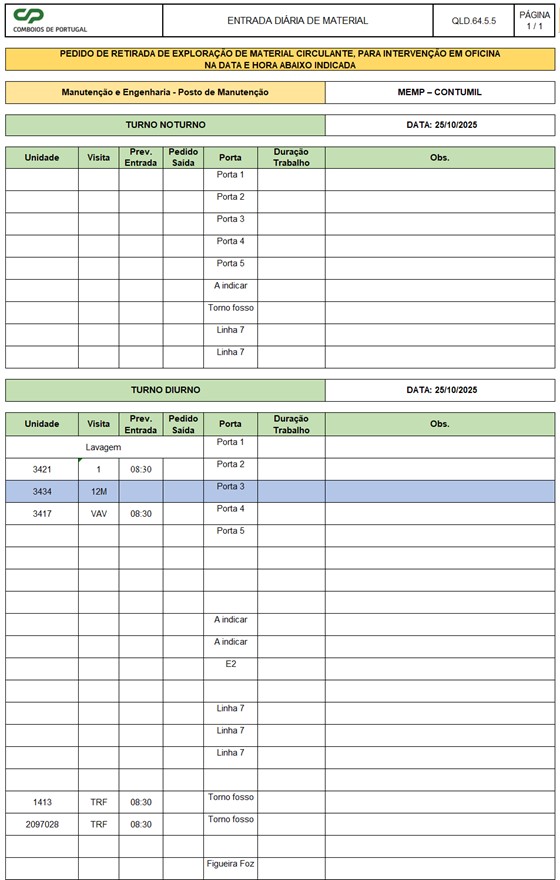 CP
COMBOIOS DE PORTUGAL
ENTRADA DIÁRIA DE MATERIAL
QLD.64.5.5
PÁGINA
1 / 1
PEDIDO DE RETIRADA DE EXPLORAÇÃO DE MATERIAL CIRCULANTE, PARA INTERVENÇÃO EM OFICINA
NA DATA E HORA ABAIXO INDICADA
Manutenção e Engenharia - Posto de Manutenção MEMP – CONTUMIL
TURNO NOTURNO DATA: 25/10/2025
Unidade Visita Prev. Entrada Pedido Saída Porta Duração Trabalho Obs.
Porta 1
Porta 2
Porta 3
Porta 4
Porta 5
A indicar
Torno fosso
Linha 7
Linha 7
TURNO DIURNO DATA: 25/10/2025
Unidade Visita Prev. Entrada Pedido Saída Porta Duração Trabalho Obs.
Lavagem Porta 1
3421 1 08:30 Porta 2
3434 12M Porta 3
3417 VAV 08:30 Porta 4
Porta 5
A indicar
A indicar
E2
Linha 7
Linha 7
Linha 7
1413 TRF 08:30 Torno fosso
2097028 TRF 08:30 Torno fosso
Figueira Foz